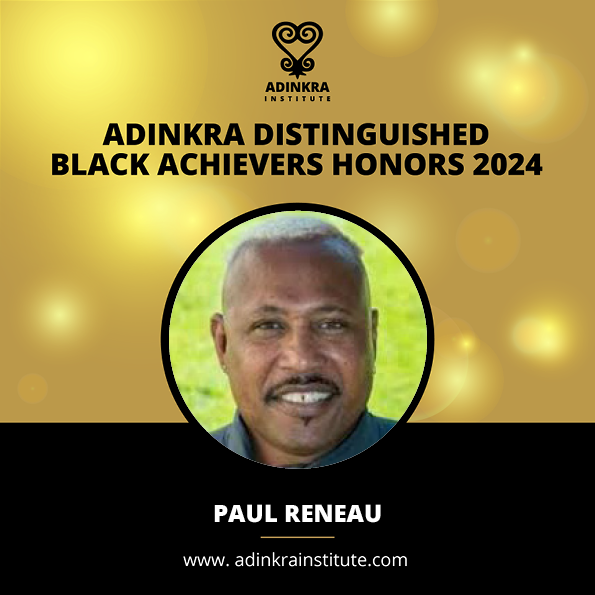 ADINKRA
INSTITUTE
ADINKRA DISTINGUISHED
BLACK ACHIEVERS HONORS 2024
PAUL RENEAU
www. adinkrainstitute.com